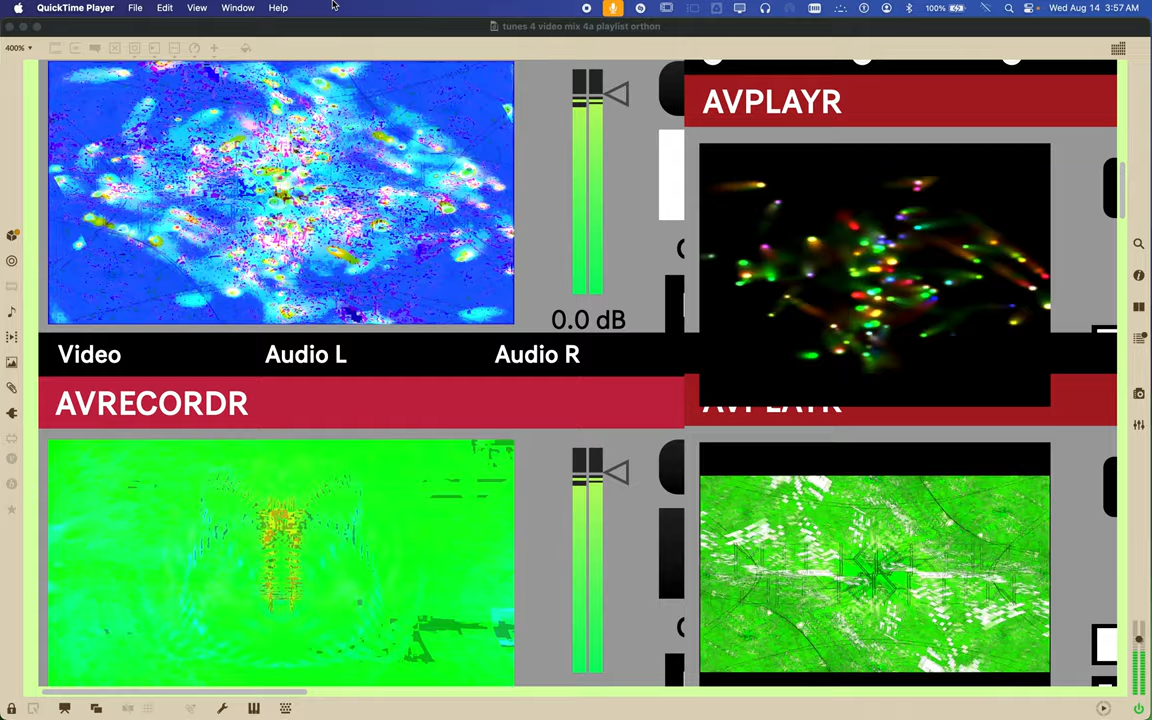 QuickTime Player File Edit View Window Help 100% Wed Aug 14 3:57 AM
tunes 4 video mix 4a playlist orthon
400%
AVPLAYR
0.0 dB
Video Audio L Audio R
AVRECORDR
AVPLAYR